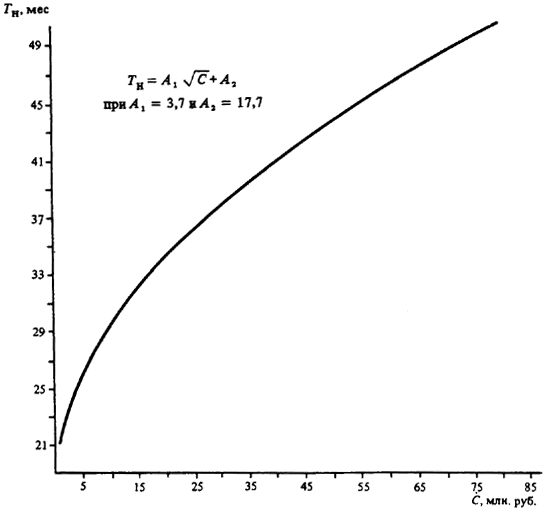 Tн, мес
49
45
41
37
33
29
25
21
Tн = A₁ √C + A₂
при A₁ = 3,7 и A₂ = 17,7
5 15 25 35 45 55 65 75 85
C, млн. руб.